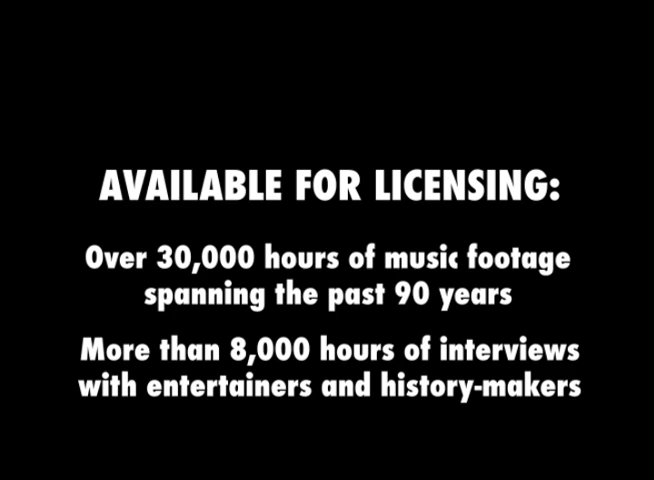 AVAILABLE FOR LICENSING:
Over 30,000 hours of music footage
spanning the past 90 years
More than 8,000 hours of interviews
with entertainers and history-makers